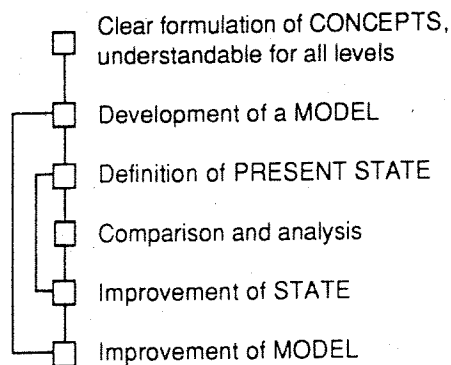 Clear formulation of CONCEPTS,
understandable for all levels
Development of a MODEL
Definition of PRESENT STATE
Comparison and analysis
Improvement of STATE
Improvement of MODEL